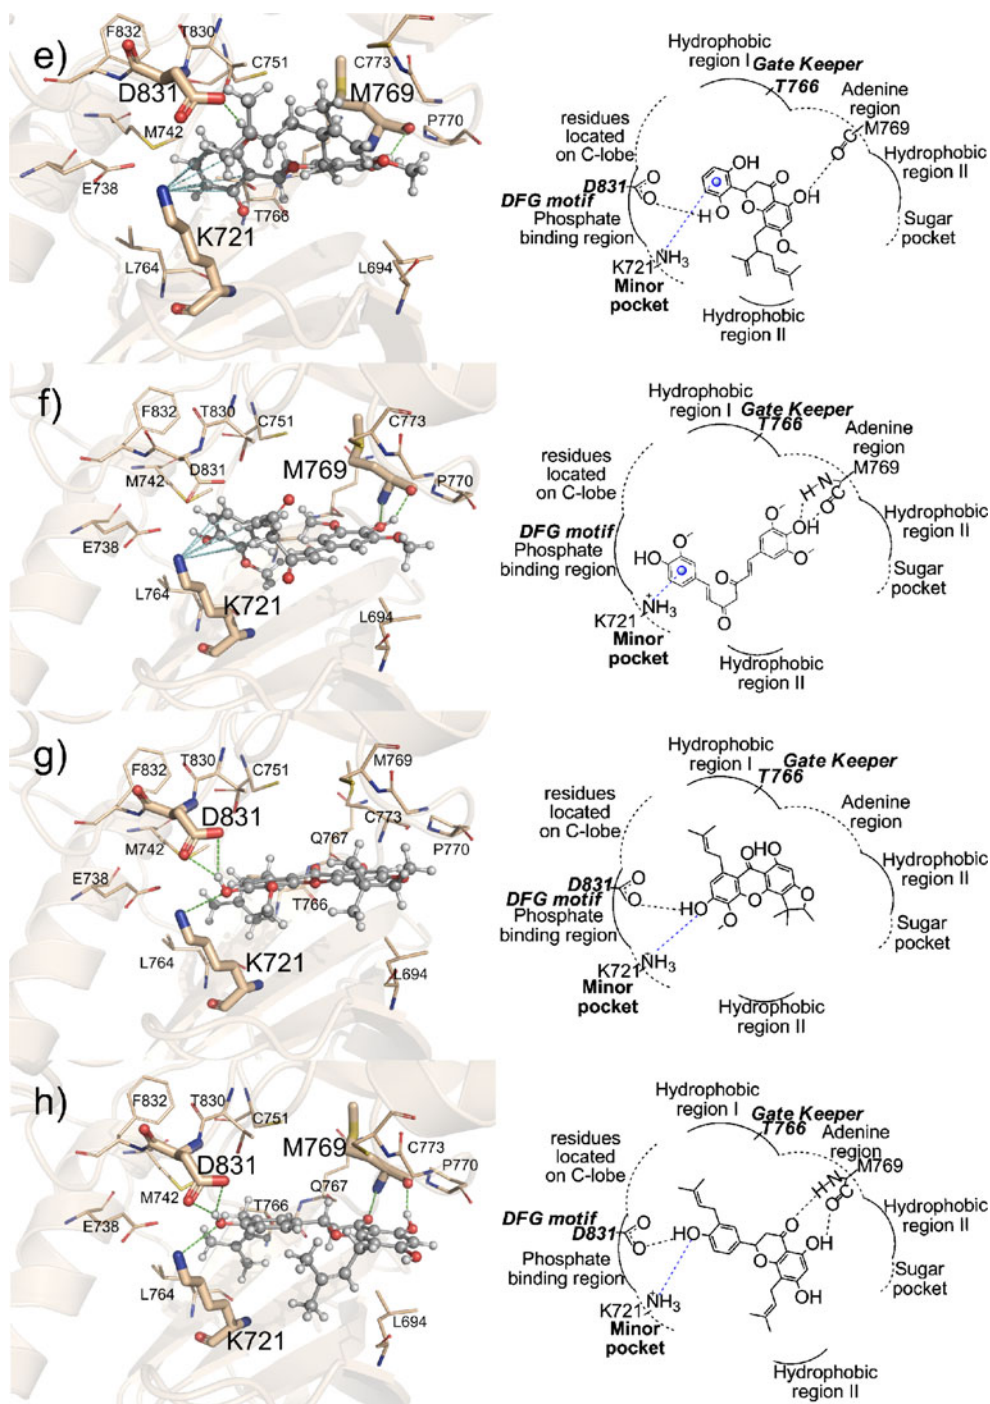 e)
F832
T830
C751
C773
D831
M769
M742
P770
E738
T766
K721
L764
L694
Hydrophobic
region I
Gate Keeper
T766
Adenine
region
M769
residues
located
on C-lobe
Hydrophobic
region II
D831
DFG motif
Phosphate
binding region
Sugar
pocket
OH
O
O
O
H
O
OH
O
O
C
O
K721
NH3
Minor
pocket
Hydrophobic
region II
f)
F832
T830
C751
C773
M769
M742
D831
P770
E738
L764
K721
L694
Hydrophobic
region I
Gate Keeper
T766
Adenine
region
M769
residues
located
on C-lobe
H
N
O
C
OH
O
O
Hydrophobic
region II
DFG motif
Phosphate
binding region
HO
O
O
O
Sugar
pocket
K721
+
NH3
Minor
pocket
Hydrophobic
region II
g)
F832
T830
C751
M769
D831
C773
M742
Q767
P770
E738
T766
L764
K721
L694
Hydrophobic
region I
Gate Keeper
T766
Adenine
region
residues
located
on C-lobe
Hydrophobic
region II
D831
DFG motif
Phosphate
binding region
Sugar
pocket
O
O
HO
O
O
O
OH
O
K721
NH3
Minor
pocket
Hydrophobic
region II
h)
F832
T830
C751
M769
C773
D831
P770
M742
T766
Q767
E738
L764
K721
L694
Hydrophobic
region I
Gate Keeper
T766
Adenine
region
M769
residues
located
on C-lobe
H
N
O
C
Hydrophobic
region II
DFG motif
D831
Phosphate
binding region
Sugar
pocket
O
O
HO
O
O
OH
OH
K721
NH3
Minor
pocket
Hydrophobic
region II